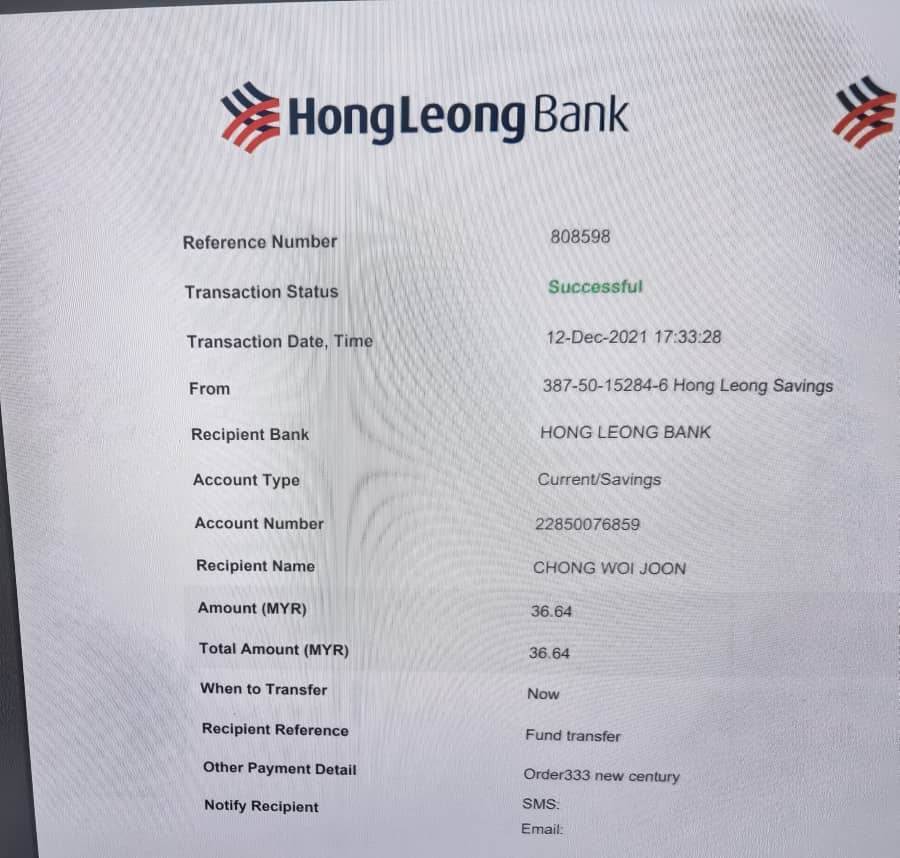 HongLeong Bank
Reference Number 808598
Transaction Status Successful
Transaction Date, Time 12-Dec-2021 17:33:28
From 387-50-15284-6 Hong Leong Savings
Recipient Bank HONG LEONG BANK
Account Type Current/Savings
Account Number 22850076859
Recipient Name CHONG WOI JOON
Amount (MYR) 36.64
Total Amount (MYR) 36.64
When to Transfer Now
Recipient Reference Fund transfer
Other Payment Detail Order333 new century
Notify Recipient SMS:
Email: